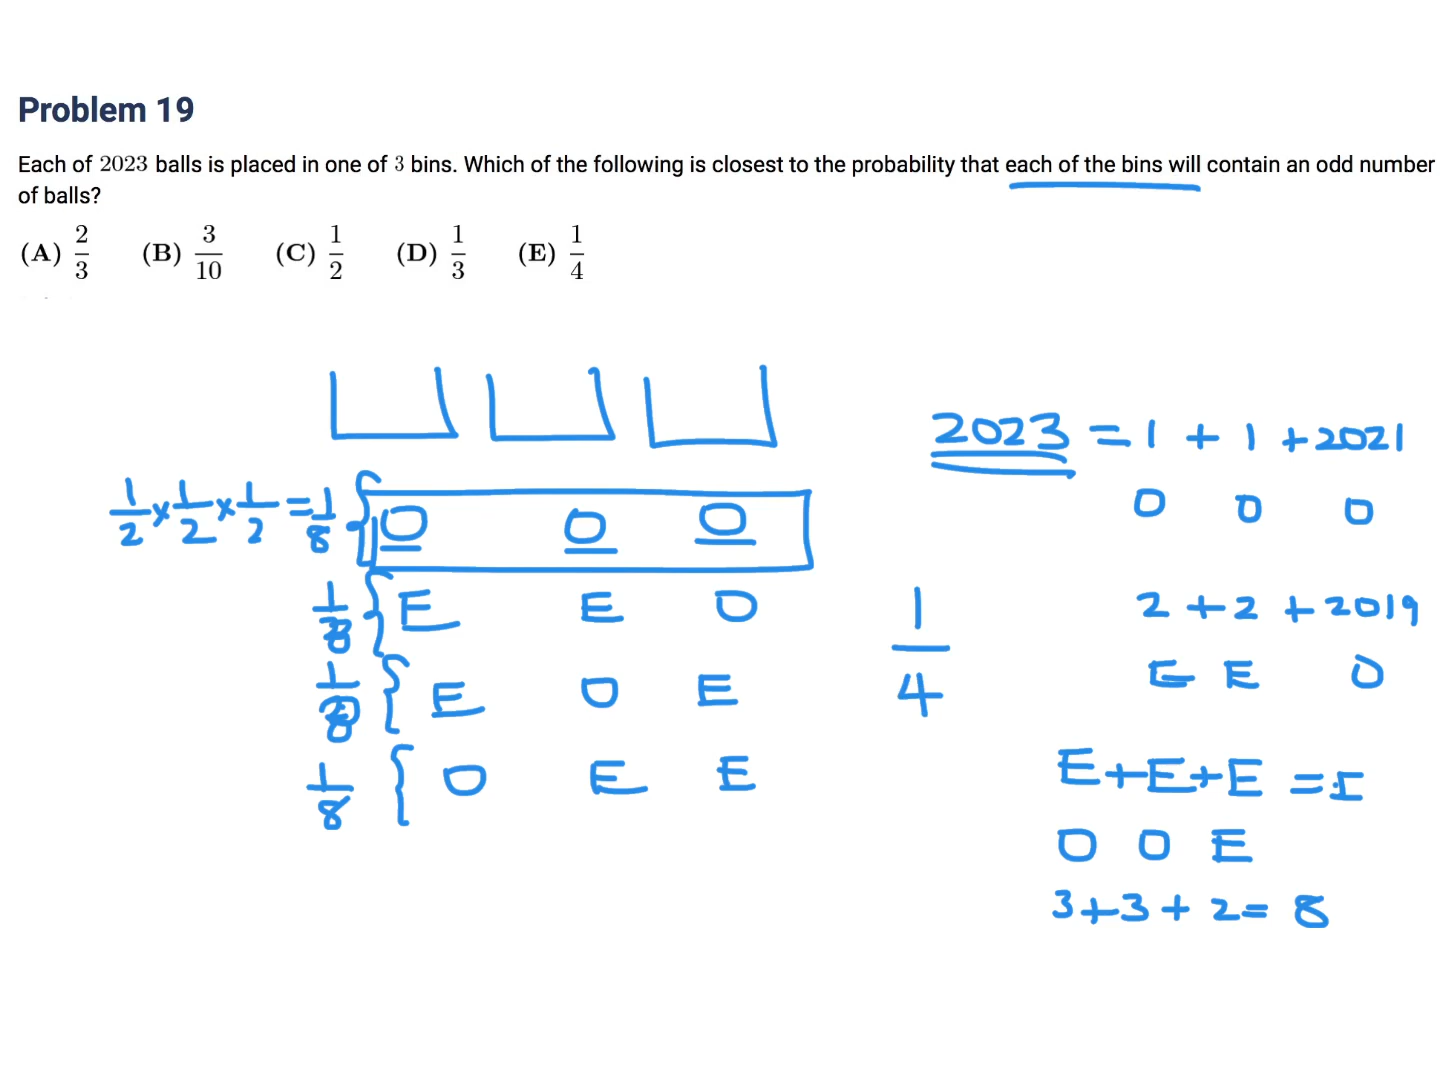 Problem 19
Each of 2023 balls is placed in one of 3 bins. Which of the following is closest to the probability that each of the bins will contain an odd number
of balls?
(A) 2/3 (B) 3/10 (C) 1/2 (D) 1/3 (E) 1/4
2023 = 1 + 1 + 2021
O O O
1/2 x 1/2 x 1/2 = 1/8 { O O O
1/8 { E E O
1/8 { E O E
1/8 { O E E
1/4
2 + 2 + 2019
E E O
E + E + E = E
O O E
3 + 3 + 2 = 8